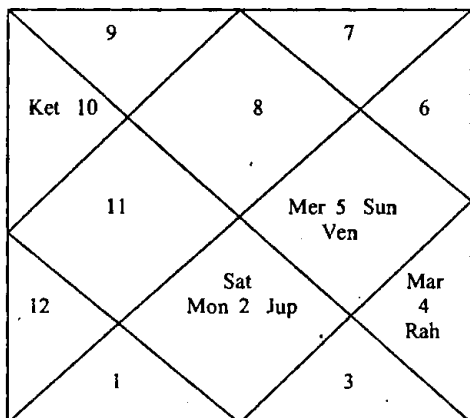 9 7
Ket 10 8 6
11 Mer 5 Sun
Ven
Sat Mar
12 Mon 2 Jup 4
Rah
1 3